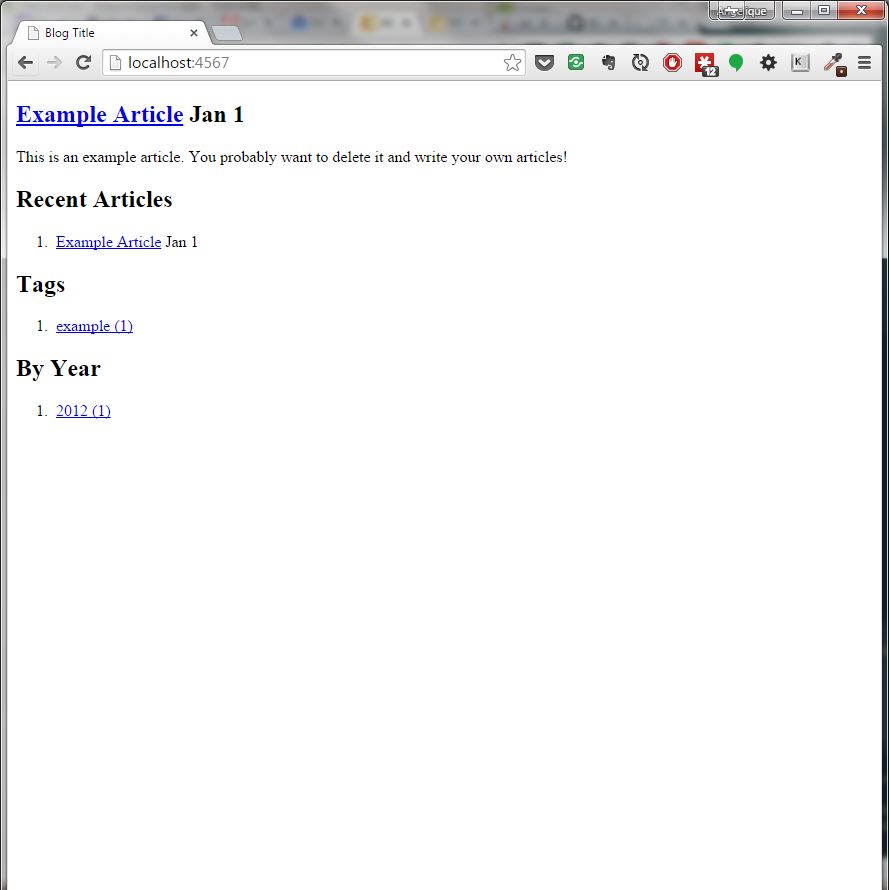 Angelique
Blog Title
localhost:4567
12
K
Example Article Jan 1
This is an example article. You probably want to delete it and write your own articles!
Recent Articles
1. Example Article Jan 1
Tags
1. example (1)
By Year
1. 2012 (1)